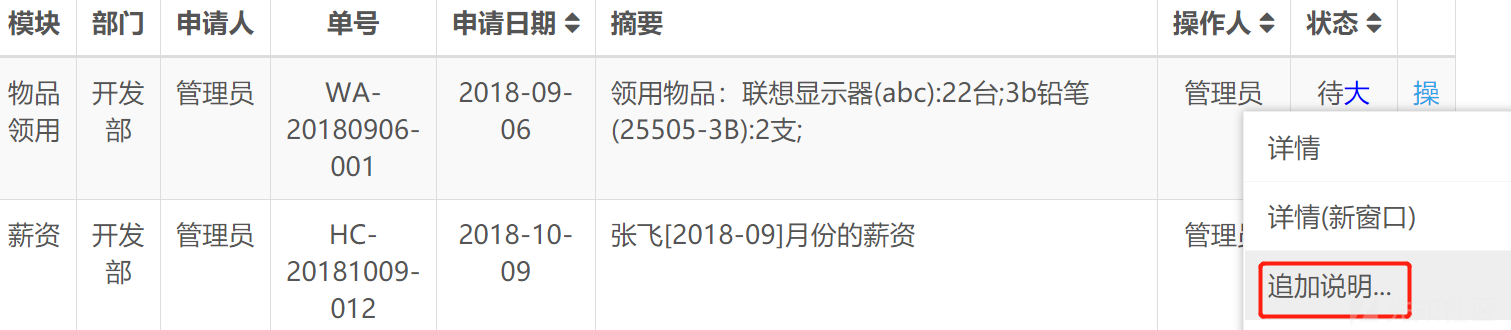 模块 部门 申请人 单号 申请日期 摘要 操作人 状态
物品 开发 管理员 WA- 2018-09- 领用物品：联想显示器(abc):22台;3b铅笔 管理员 待大 操
领用 部 20180906- 06 (25505-3B):2支;
001
详情
详情(新窗口)
薪资 开发 管理员 HC- 2018-10- 张飞[2018-09]月份的薪资 管理
部 20181009- 09
012
追加说明...